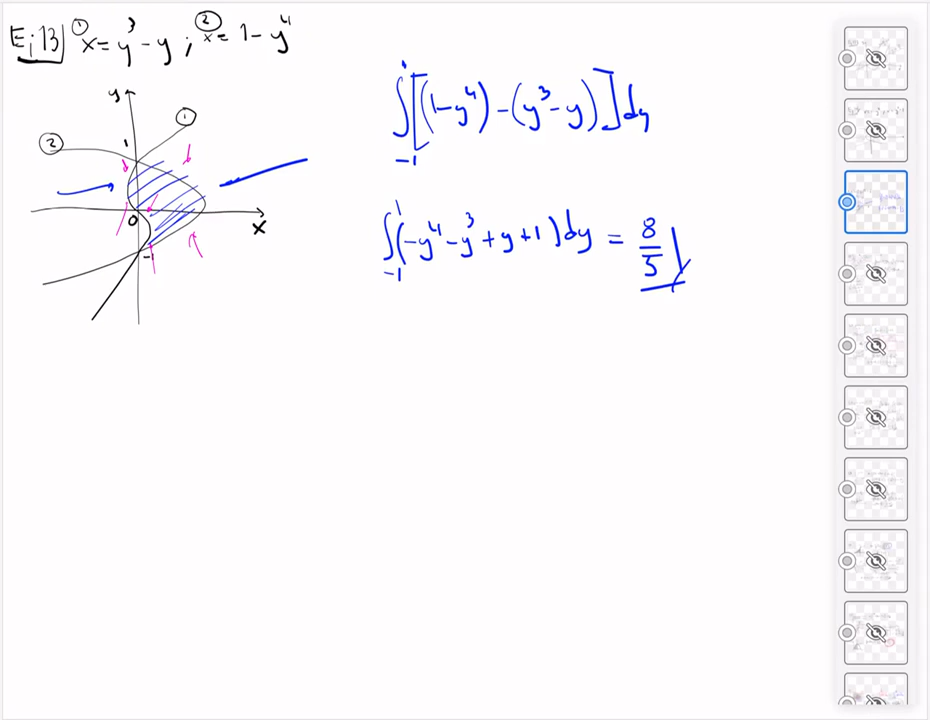 Ej 13 ① x = y³ - y ; ② x = 1 - y⁴
∫₋₁¹ [(1 - y⁴) - (y³ - y)] dy
∫₋₁¹ (-y⁴ - y³ + y + 1) dy = 8/5
y
①
②
1
0
x
-1